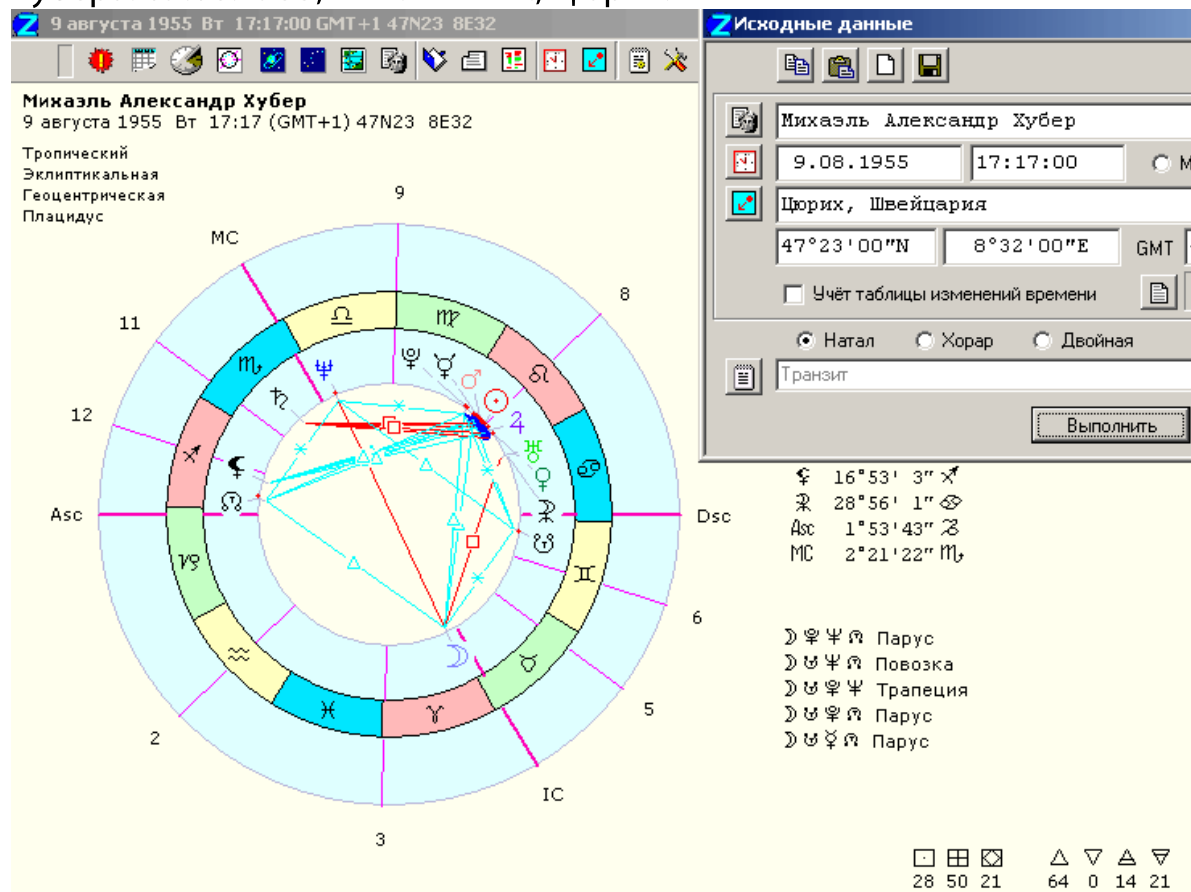 9 августа 1955 Вт 17:17:00 GMT+1 47N23 8E32
Исходные данные
Михаэль Александр Хубер
9 августа 1955 Вт 17:17 (GMT+1) 47N23 8E32
Тропический
Эклиптикальная
Геоцентрическая
Плацидус
Михаэль Александр Хубер
9.08.1955 17:17:00
Цюрих, Швейцария
47°23'00"N 8°32'00"E GMT
Учёт таблицы изменений времени
Натал Хорар Двойная
Транзит
Выполнить
9
MC
8
11
12
Asc
Dsc
6
5
2
IC
3
⚸ 16°53' 3" ♐
28°56' 1" ♋
Asc 1°53'43" ♑
MC 2°21'22" ♏
☽ ♆ ☊ Парус
☽ ☋ ♆ ☊ Повозка
☽ ☋ ♆ Трапеция
☽ ☋ ☊ Парус
☽ ☋ ☿ ☊ Парус
28 50 21 64 0 14 21